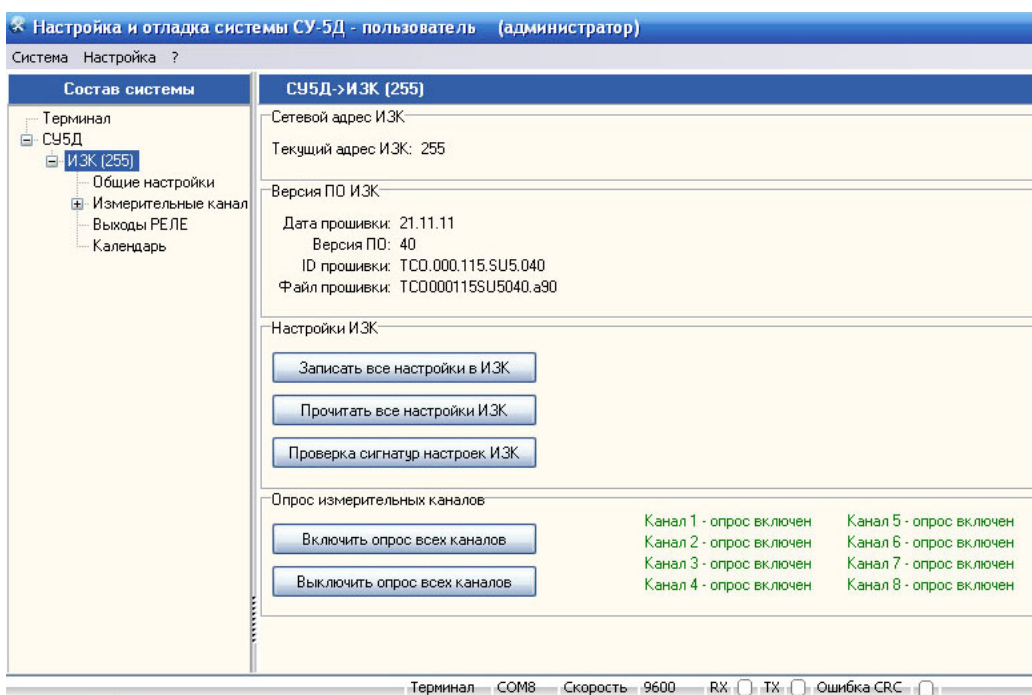 Настройка и отладка системы СУ-5Д - пользователь (администратор)
Система Настройка ?
Состав системы
Терминал
СУ5Д
ИЗК (255)
Общие настройки
Измерительные канал
Выходы РЕЛЕ
Календарь
СУ5Д->ИЗК (255)
Сетевой адрес ИЗК
Текущий адрес ИЗК: 255
Версия ПО ИЗК
Дата прошивки: 21.11.11
Версия ПО: 40
ID прошивки: TCO.000.115.SU5.040
Файл прошивки: TCO000115SU5040.a90
Настройки ИЗК
Записать все настройки в ИЗК
Прочитать все настройки ИЗК
Проверка сигнатур настроек ИЗК
Опрос измерительных каналов
Включить опрос всех каналов
Выключить опрос всех каналов
Канал 1 - опрос включен
Канал 2 - опрос включен
Канал 3 - опрос включен
Канал 4 - опрос включен
Канал 5 - опрос включен
Канал 6 - опрос включен
Канал 7 - опрос включен
Канал 8 - опрос включен
Терминал COM8 Скорость 9600 RX TX Ошибка CRC